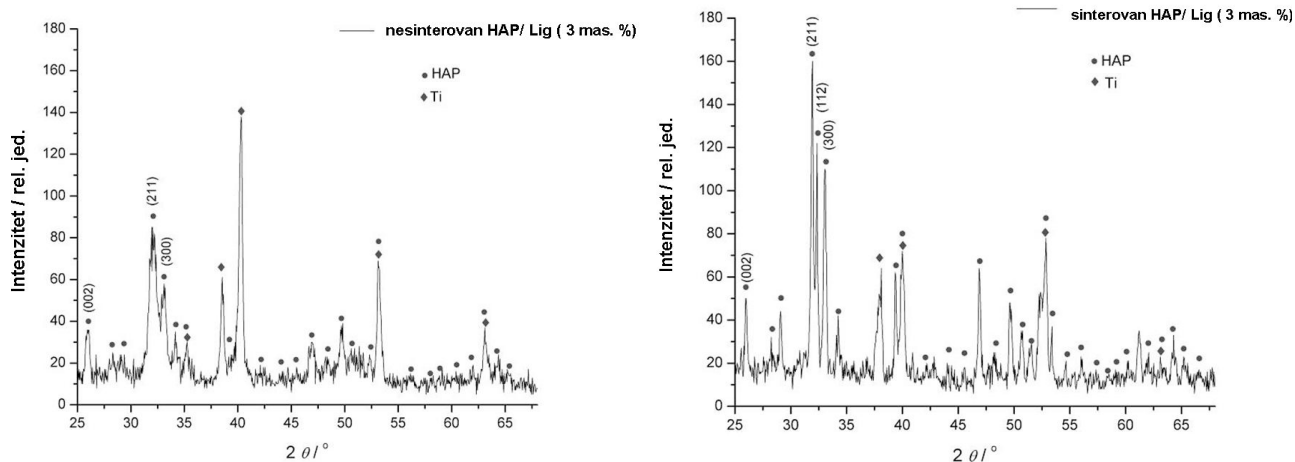 nesinterovan HAP/ Lig ( 3 mas. %)
HAP
Ti
Intenzitet / rel. jed.
180
160
140
120
100
80
60
40
20
0
(002)
(211)
(300)
25 30 35 40 45 50 55 60 65
2 θ / °
sinterovan HAP/ Lig ( 3 mas. %)
HAP
Ti
Intenzitet / rel. jed.
180
160
140
120
100
80
60
40
20
0
(002)
(211)
(112)
(300)
25 30 35 40 45 50 55 60 65
2 θ / °